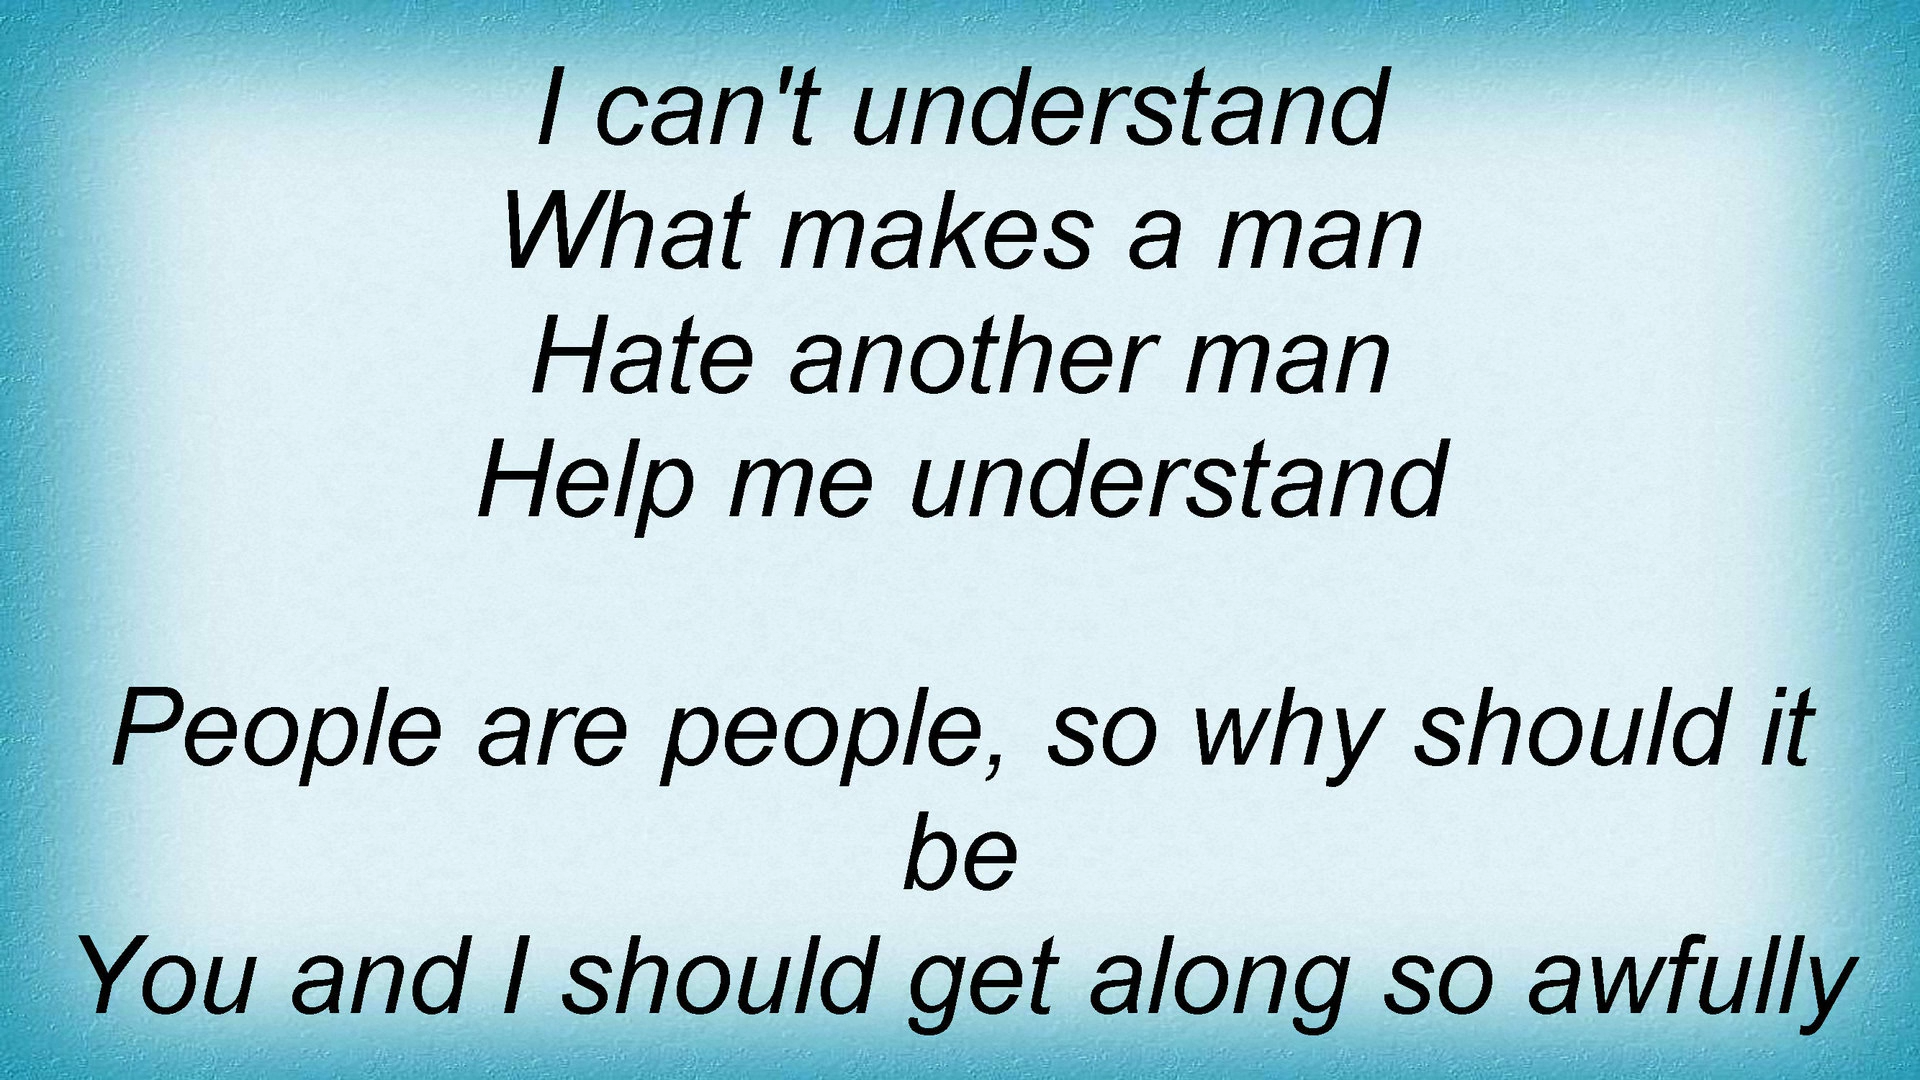 I can't understand
What makes a man
Hate another man
Help me understand
People are people, so why should it
be
You and I should get along so awfully